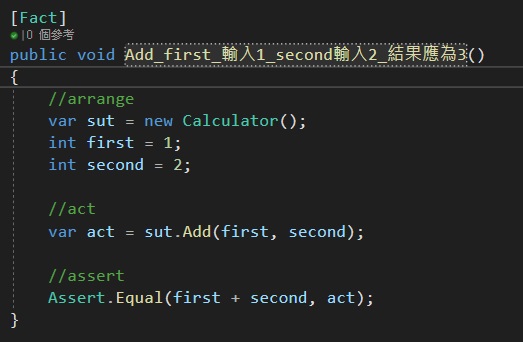 [Fact]
|0 個參考
public void Add_first_輸入1_second輸入2_結果應為3()
{
//arrange
var sut = new Calculator();
int first = 1;
int second = 2;
//act
var act = sut.Add(first, second);
//assert
Assert.Equal(first + second, act);
}